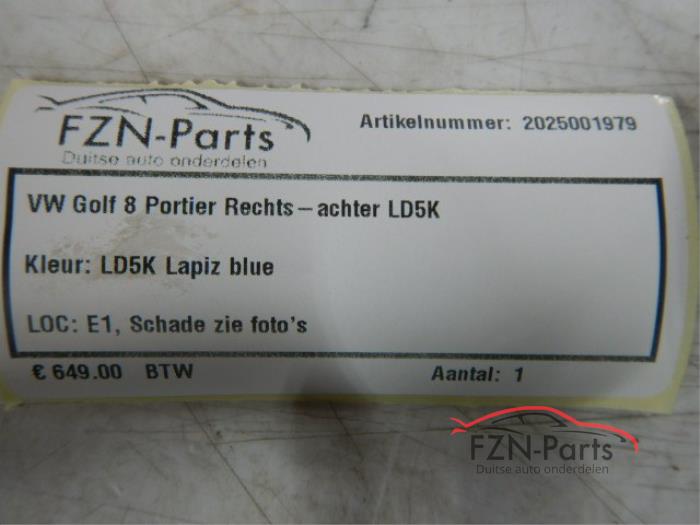 FZN-Parts
Duitse auto onderdelen
Artikelnummer: 2025001979
VW Golf 8 Portier Rechts-achter LD5K
Kleur: LD5K Lapiz blue
LOC: E1, Schade zie foto's
€ 649.00 BTW
Aantal: 1
FZN-Parts
Duitse auto onderdelen